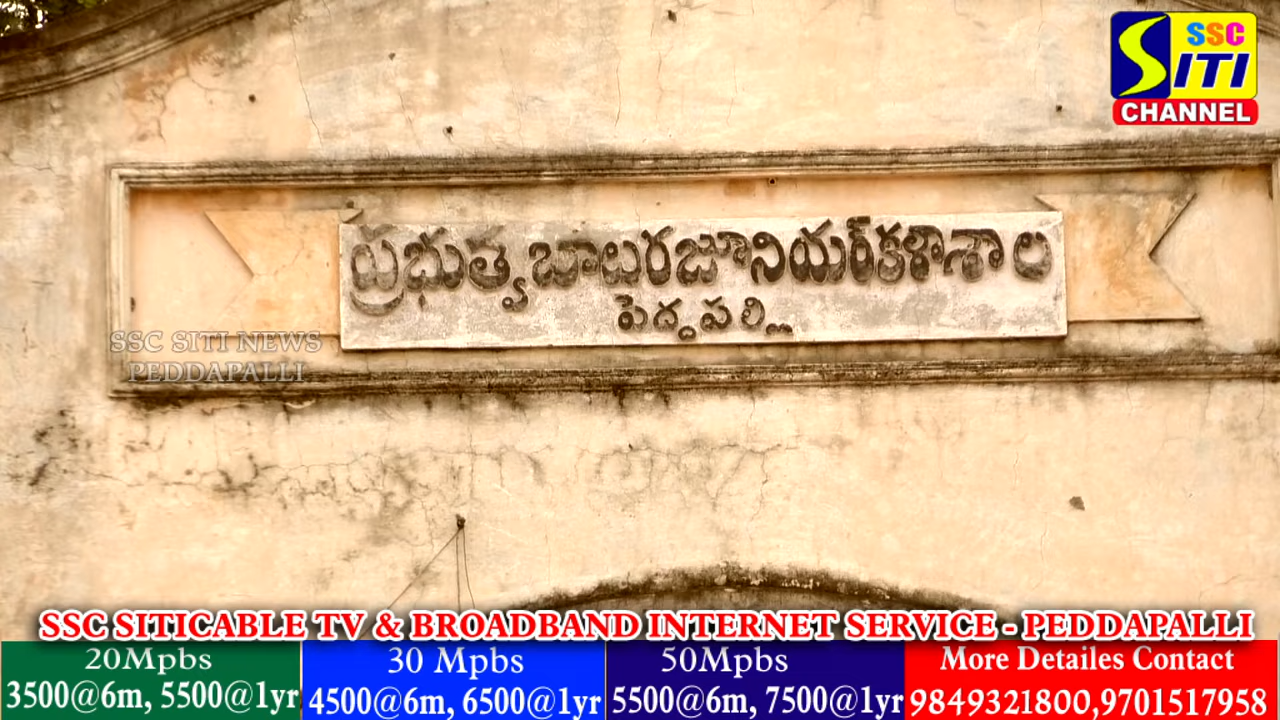 SSC
SITI
CHANNEL
ప్రభుత్వ బాలుర జూనియర్ కళాశాల
పెద్దపల్లి
SSC SITI NEWS
PEDDAPALLI
SSC SITICABLE TV & BROADBAND INTERNET SERVICE - PEDDAPALLI
20Mpbs
3500@6m, 5500@1yr
30 Mpbs
4500@6m, 6500@1yr
50Mpbs
5500@6m, 7500@1yr
More Detailes Contact
9849321800,9701517958